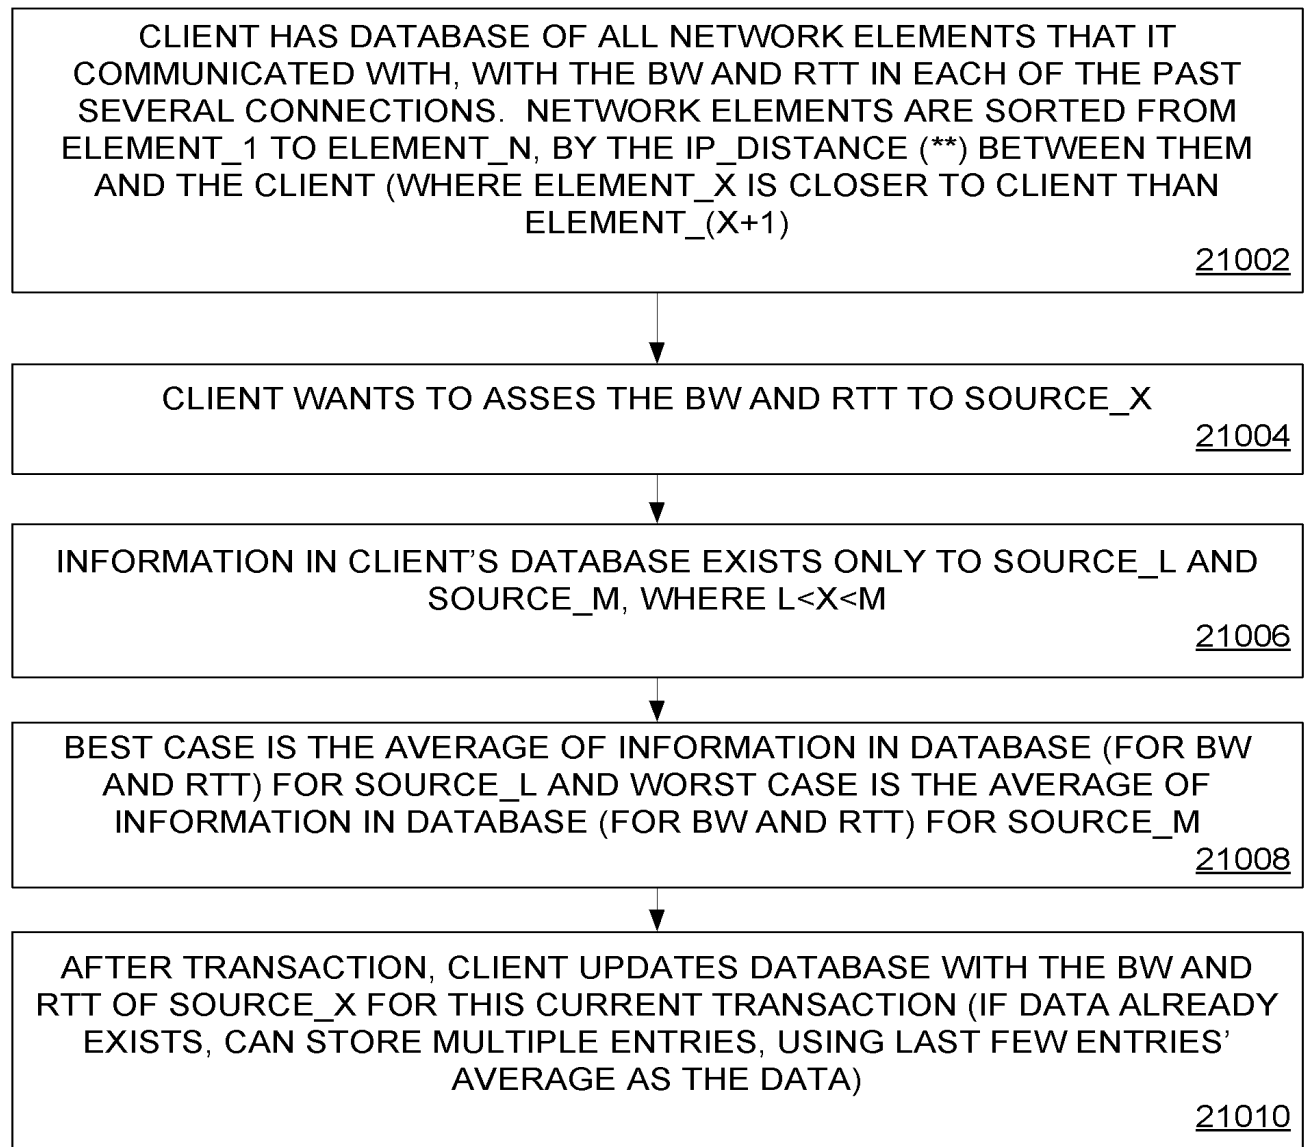 CLIENT HAS DATABASE OF ALL NETWORK ELEMENTS THAT IT
COMMUNICATED WITH, WITH THE BW AND RTT IN EACH OF THE PAST
SEVERAL CONNECTIONS.  NETWORK ELEMENTS ARE SORTED FROM
ELEMENT_1 TO ELEMENT_N, BY THE IP_DISTANCE (**) BETWEEN THEM
AND THE CLIENT (WHERE ELEMENT_X IS CLOSER TO CLIENT THAN
ELEMENT_(X+1)
21002
CLIENT WANTS TO ASSES THE BW AND RTT TO SOURCE_X
21004
INFORMATION IN CLIENT’S DATABASE EXISTS ONLY TO SOURCE_L AND
SOURCE_M, WHERE L<X<M
21006
BEST CASE IS THE AVERAGE OF INFORMATION IN DATABASE (FOR BW
AND RTT) FOR SOURCE_L AND WORST CASE IS THE AVERAGE OF
INFORMATION IN DATABASE (FOR BW AND RTT) FOR SOURCE_M
21008
AFTER TRANSACTION, CLIENT UPDATES DATABASE WITH THE BW AND
RTT OF SOURCE_X FOR THIS CURRENT TRANSACTION (IF DATA ALREADY
EXISTS, CAN STORE MULTIPLE ENTRIES, USING LAST FEW ENTRIES’
AVERAGE AS THE DATA)
21010